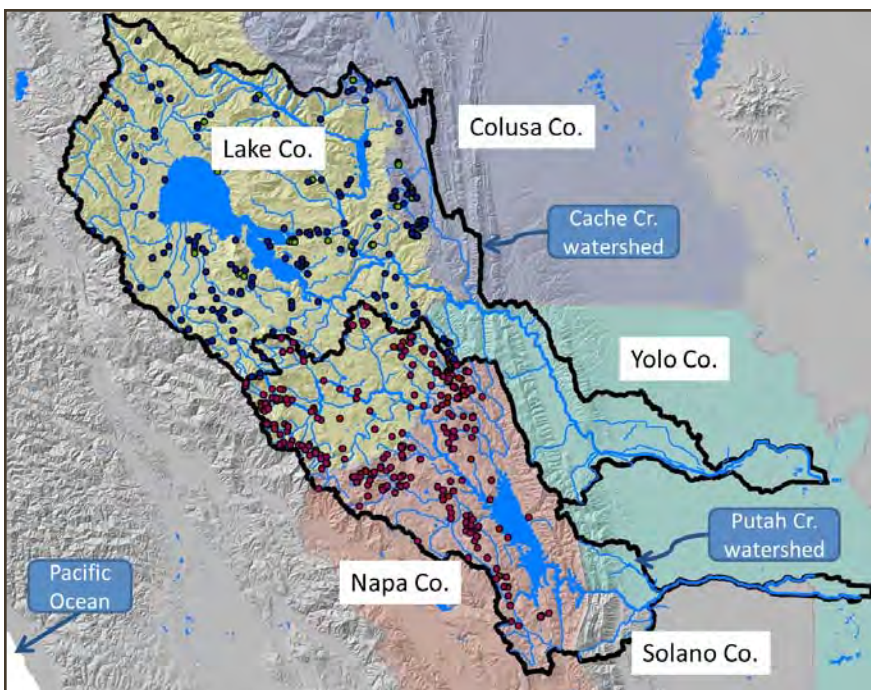 Colusa Co.
Lake Co.
Cache Cr.
watershed
Yolo Co.
Putah Cr.
watershed
Napa Co.
Pacific
Ocean
Solano Co.